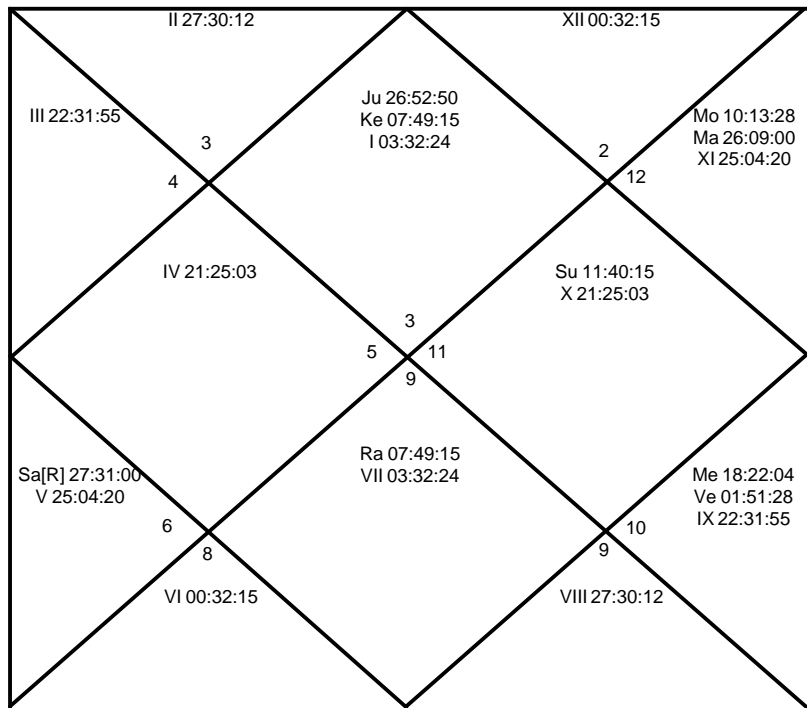 II 27:30:12
XII 00:32:15
III 22:31:55
3
4
Ju 26:52:50
Ke 07:49:15
I 03:32:24
2
12
Mo 10:13:28
Ma 26:09:00
XI 25:04:20
IV 21:25:03
Su 11:40:15
X 21:25:03
3
5
11
9
Sa[R] 27:31:00
V 25:04:20
6
8
Ra 07:49:15
VII 03:32:24
Me 18:22:04
Ve 01:51:28
IX 22:31:55
10
9
VI 00:32:15
VIII 27:30:12